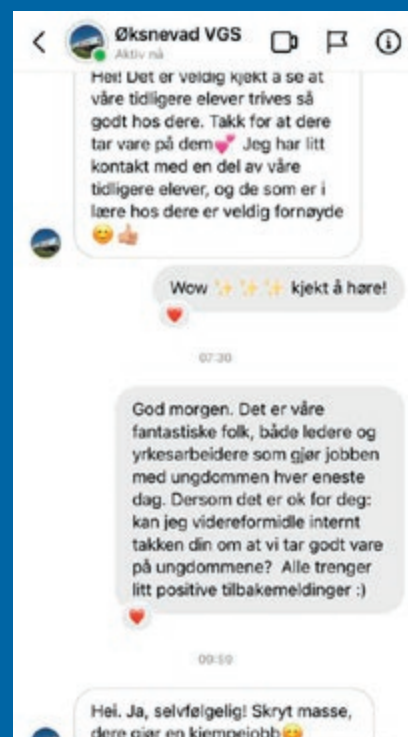 Øksnevad VGS
Aktiv nå
Hei! Det er veldig kjekt å se at
våre tidligere elever trives så
godt hos dere. Takk for at dere
tar vare på dem💕 Jeg har litt
kontakt med en del av våre
tidligere elever, og de som er i
lære hos dere er veldig fornøyde
😊👍
Wow ✨✨✨ kjekt å høre!
07:30
God morgen. Det er våre
fantastiske folk, både ledere og
yrkesarbeidere som gjør jobben
med ungdommen hver eneste
dag. Dersom det er ok for deg:
kan jeg videreformidle internt
takken din om at vi tar godt vare
på ungdommene? Alle trenger
litt positive tilbakemeldinger :)
09:59
Hei. Ja, selvfølgelig! Skryt masse,
dere gjør en kjempejobb😊